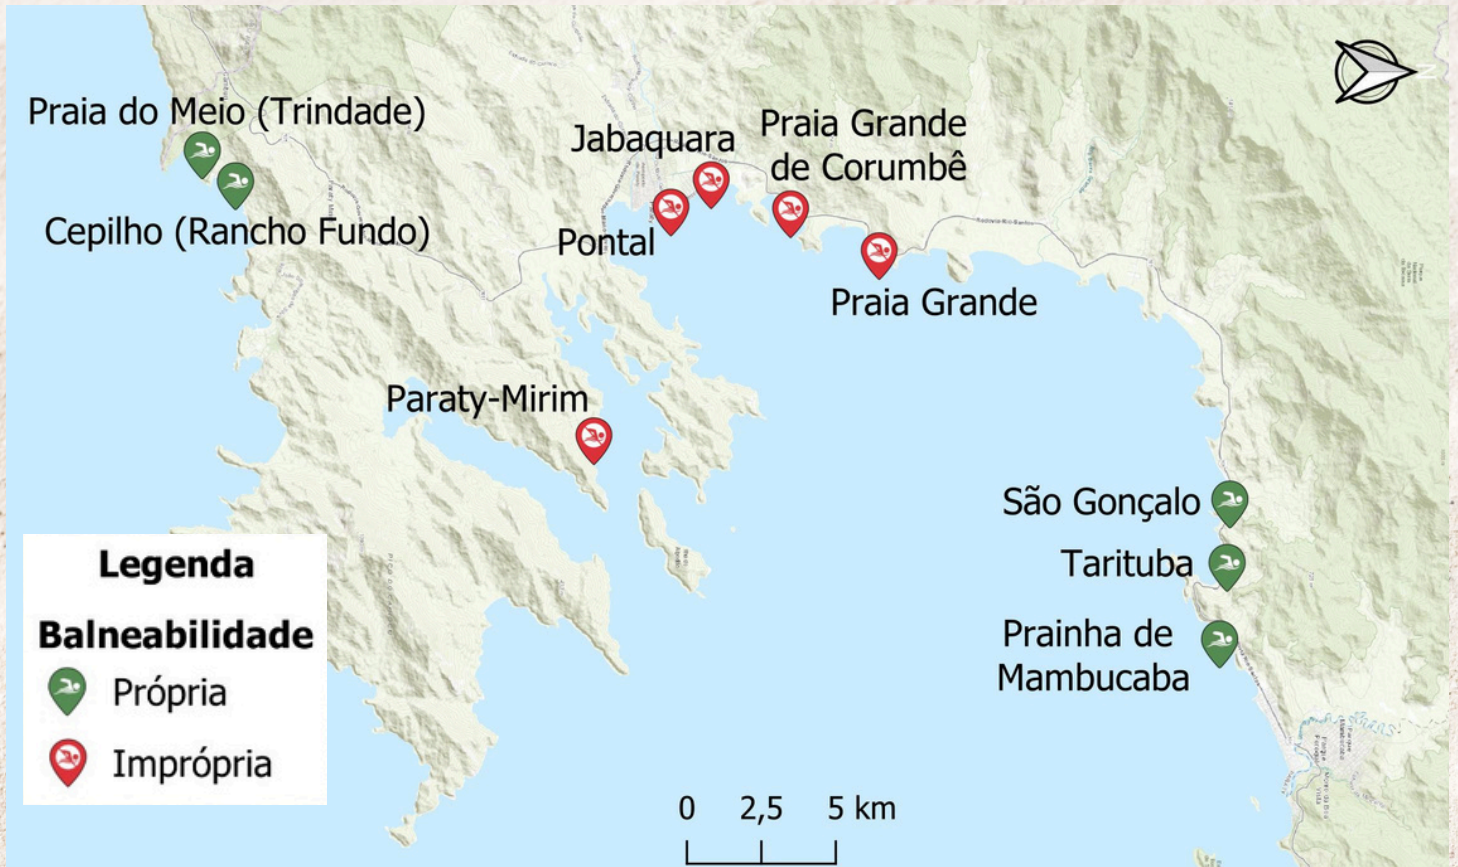 Praia do Meio (Trindade)
Cepilho (Rancho Fundo)
Jabaquara
Pontal
Praia Grande
de Corumbê
Praia Grande
Paraty-Mirim
São Gonçalo
Tarituba
Prainha de
Mambucaba
N
Legenda
Balneabilidade
Própria
Imprópria
0 2,5 5 km